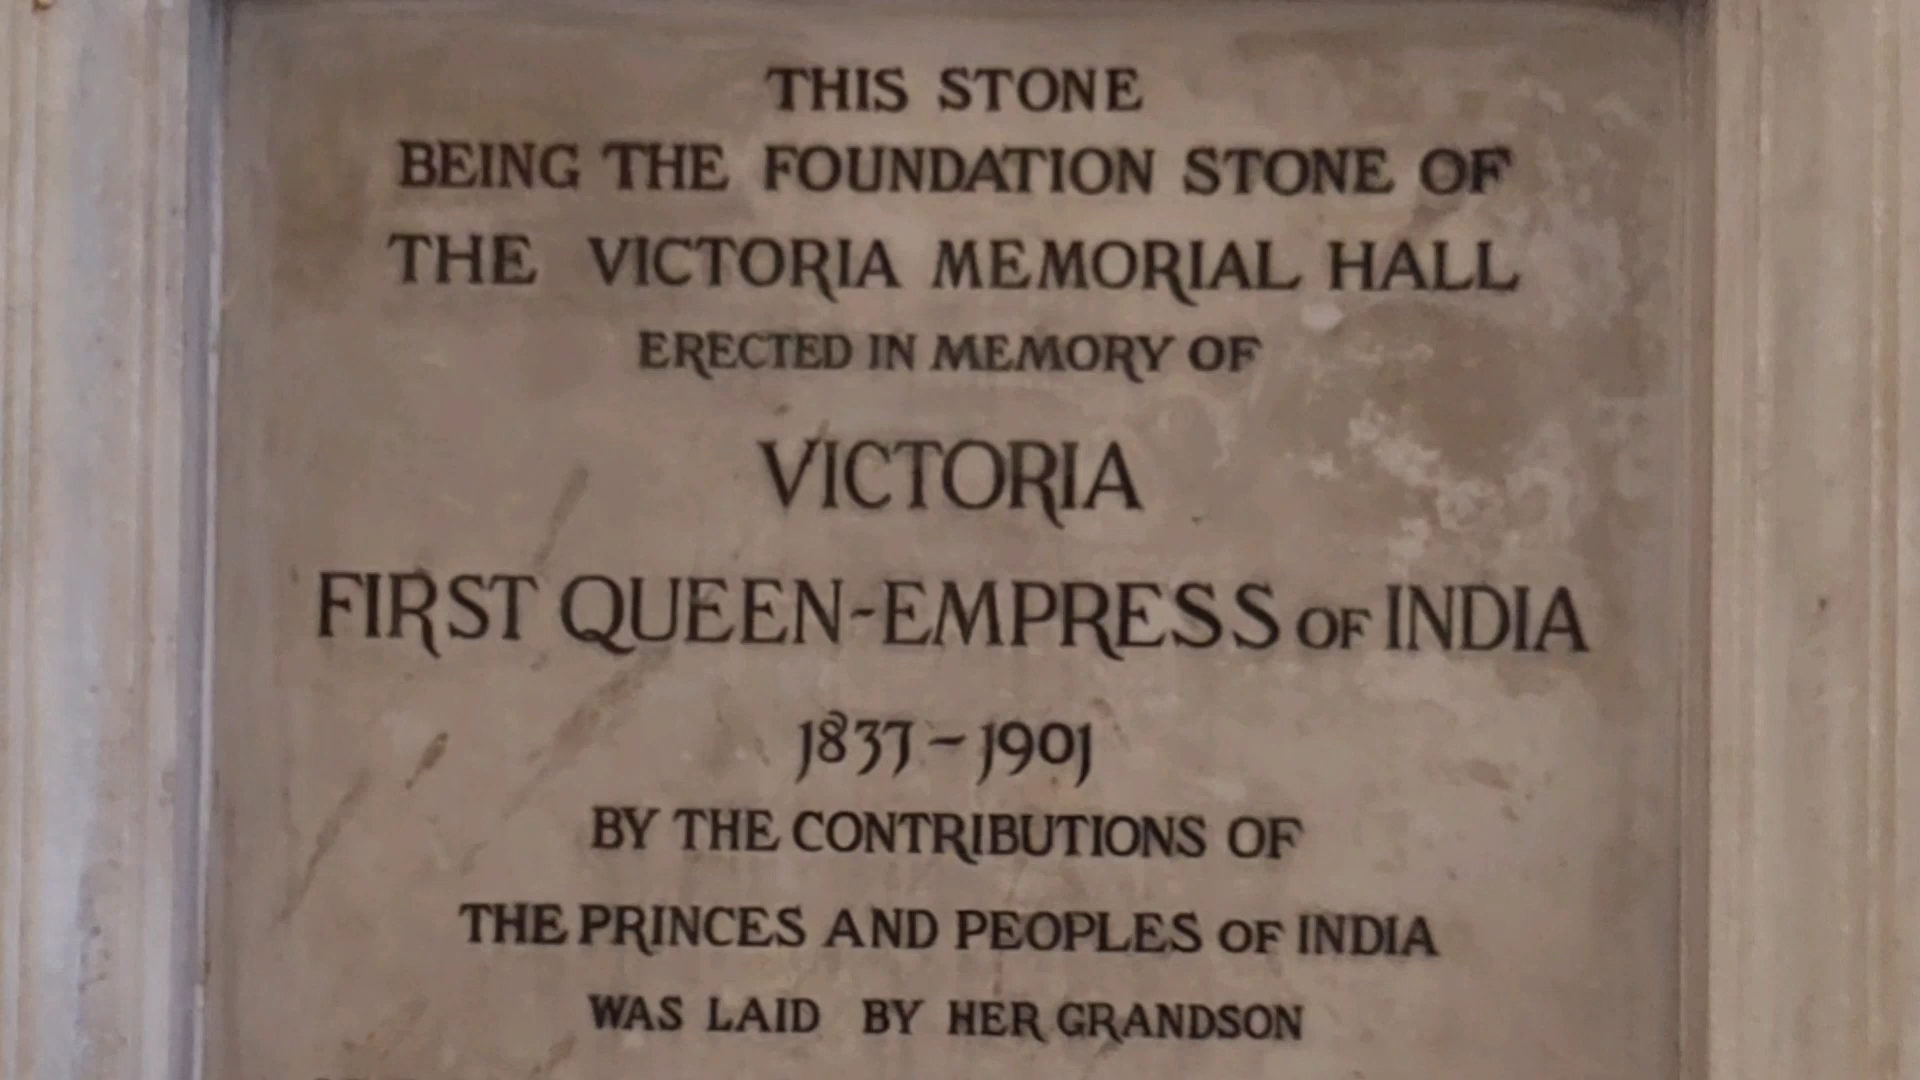 THIS STONE
BEING THE FOUNDATION STONE OF
THE VICTORIA MEMORIAL HALL
ERECTED IN MEMORY OF
VICTORIA
FIRST QUEEN-EMPRESS OF INDIA
1837-1901
BY THE CONTRIBUTIONS OF
THE PRINCES AND PEOPLES OF INDIA
WAS LAID BY HER GRANDSON